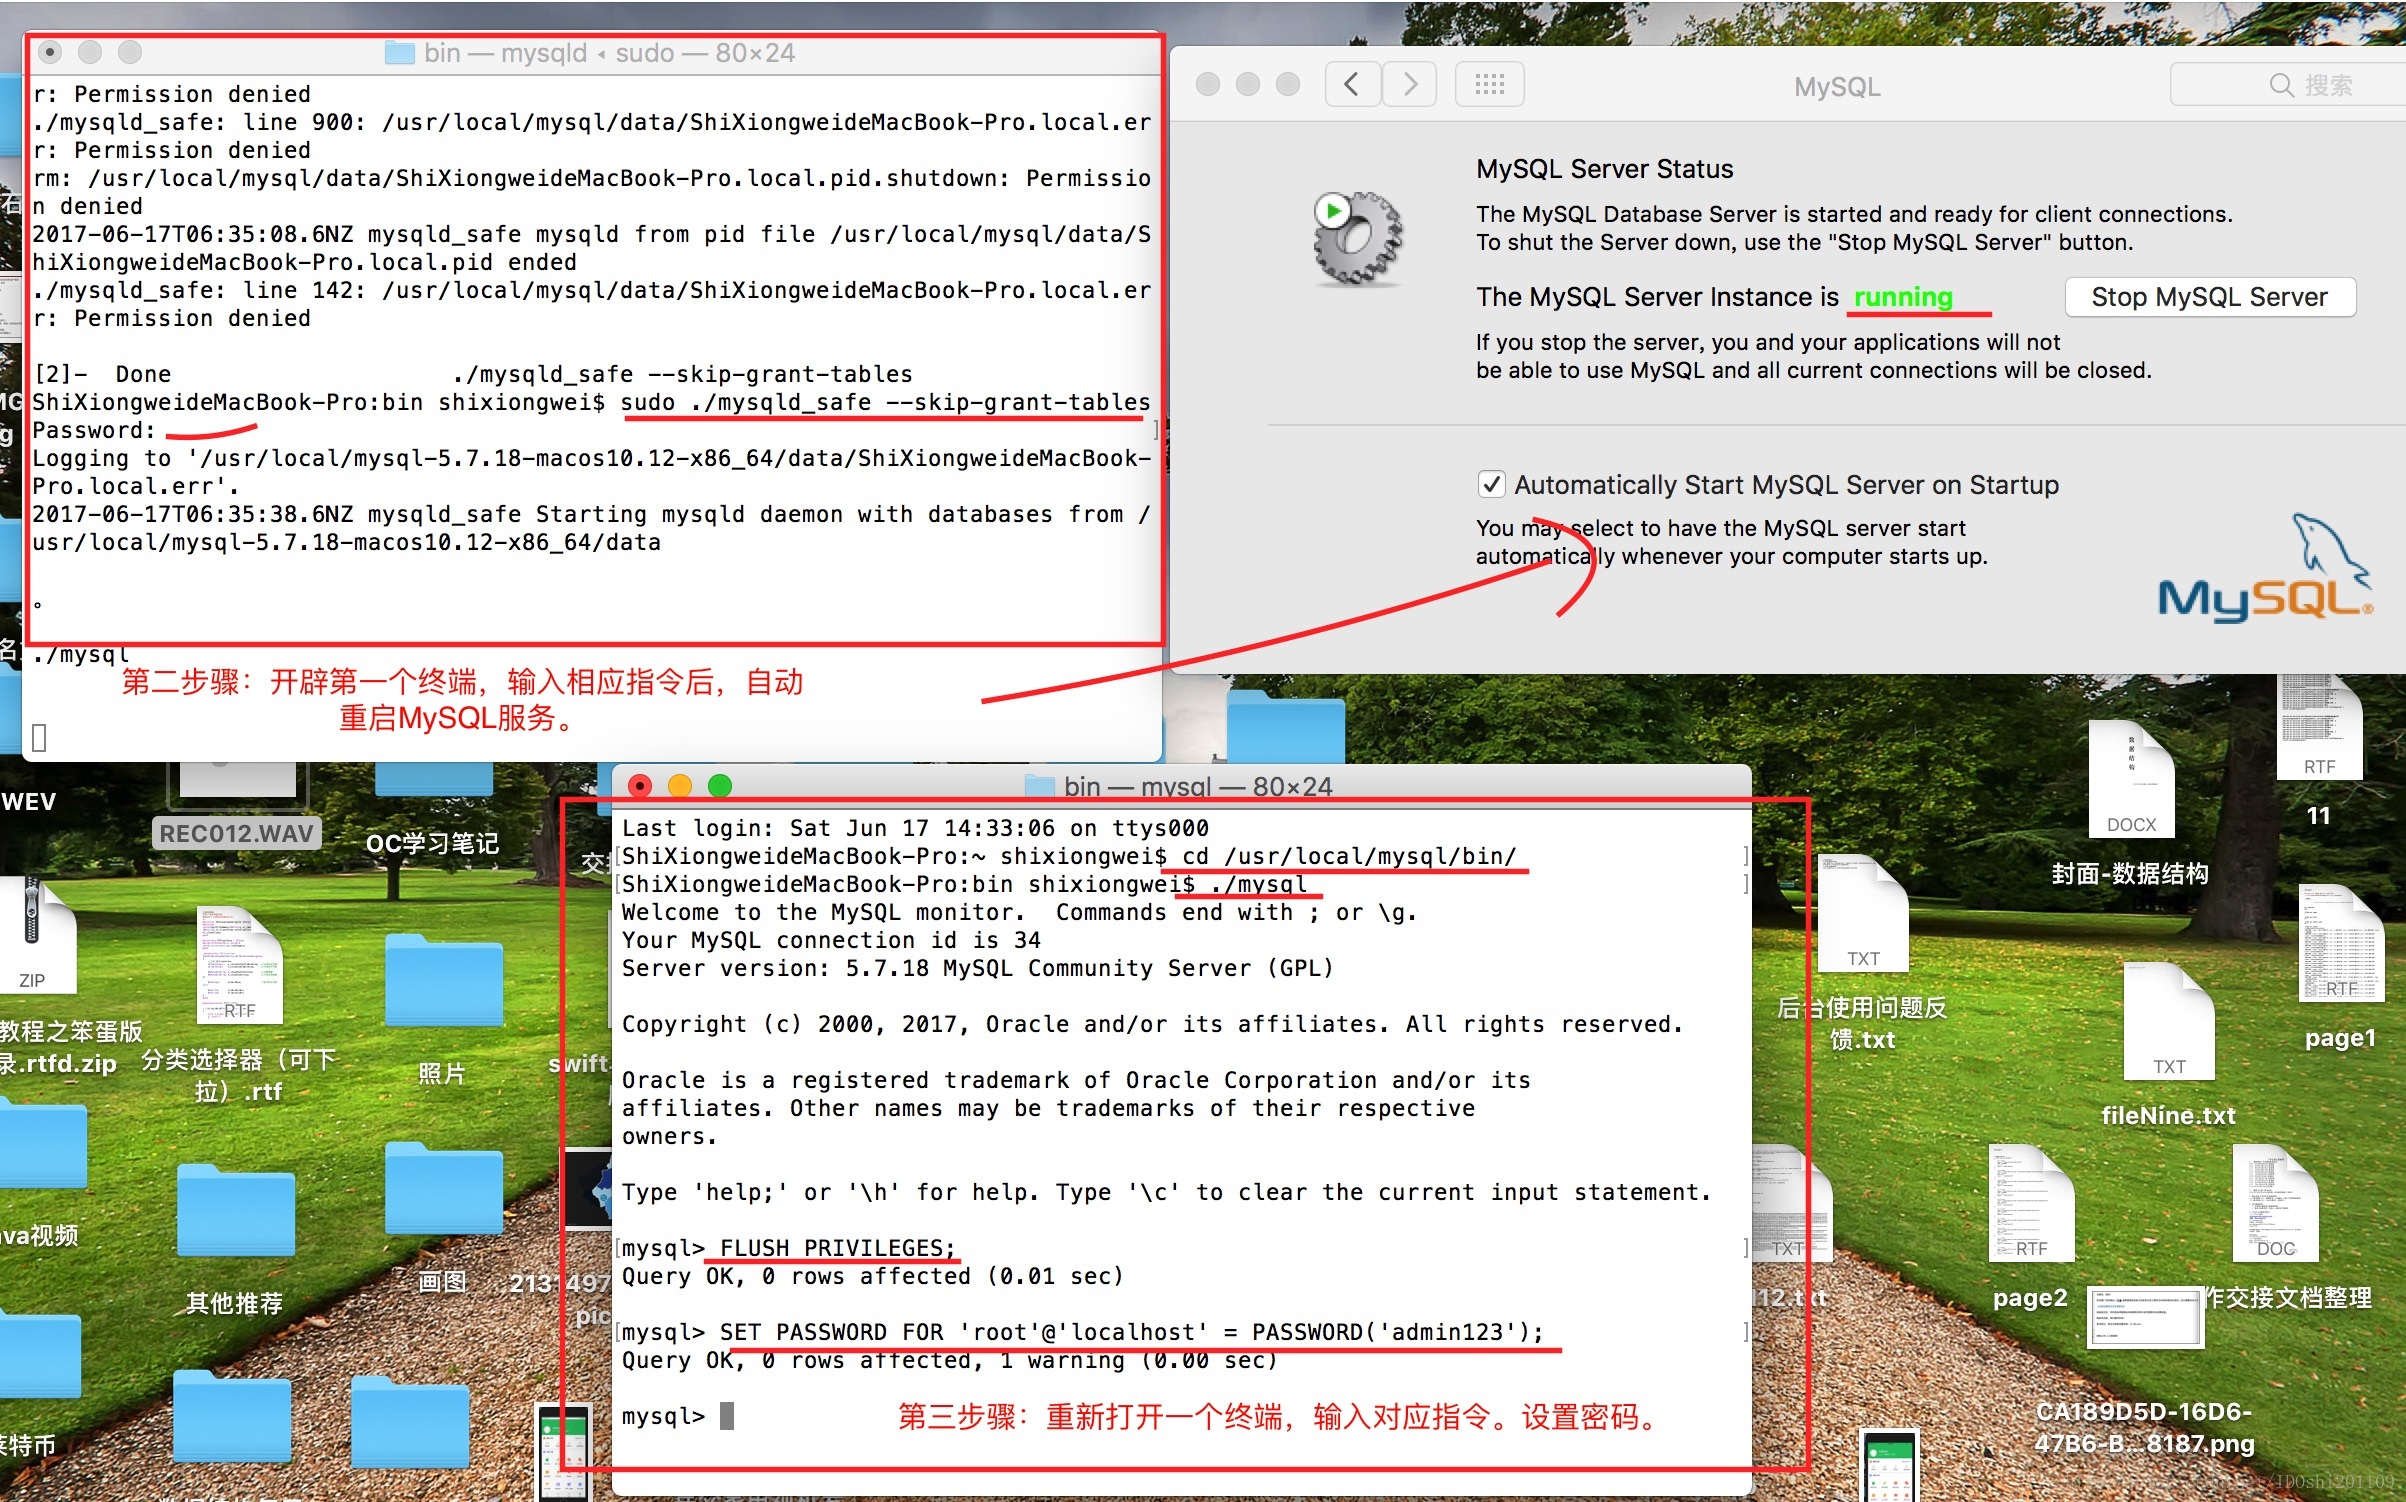 bin — mysqld ◂ sudo — 80×24
r: Permission denied
./mysqld_safe: line 900: /usr/local/mysql/data/ShiXiongweideMacBook-Pro.local.er
r: Permission denied
rm: /usr/local/mysql/data/ShiXiongweideMacBook-Pro.local.pid.shutdown: Permissio
n denied
2017-06-17T06:35:08.6NZ mysqld_safe mysqld from pid file /usr/local/mysql/data/S
hiXiongweideMacBook-Pro.local.pid ended
./mysqld_safe: line 142: /usr/local/mysql/data/ShiXiongweideMacBook-Pro.local.er
r: Permission denied
[2]-  Done                    ./mysqld_safe --skip-grant-tables
ShiXiongweideMacBook-Pro:bin shixiongwei$ sudo ./mysqld_safe --skip-grant-tables
Password:
Logging to '/usr/local/mysql-5.7.18-macos10.12-x86_64/data/ShiXiongweideMacBook-
Pro.local.err'.
2017-06-17T06:35:38.6NZ mysqld_safe Starting mysqld daemon with databases from /
usr/local/mysql-5.7.18-macos10.12-x86_64/data
。
./mysql
第二步骤：开辟第一个终端，输入相应指令后，自动
重启MySQL服务。
MySQL
搜索
MySQL Server Status
The MySQL Database Server is started and ready for client connections.
To shut the Server down, use the "Stop MySQL Server" button.
The MySQL Server Instance is running
Stop MySQL Server
If you stop the server, you and your applications will not
be able to use MySQL and all current connections will be closed.
Automatically Start MySQL Server on Startup
You may select to have the MySQL server start
automatically whenever your computer starts up.
MySQL®
bin — mysql — 80×24
Last login: Sat Jun 17 14:33:06 on ttys000
ShiXiongweideMacBook-Pro:~ shixiongwei$ cd /usr/local/mysql/bin/
ShiXiongweideMacBook-Pro:bin shixiongwei$ ./mysql
Welcome to the MySQL monitor.  Commands end with ; or \g.
Your MySQL connection id is 34
Server version: 5.7.18 MySQL Community Server (GPL)
Copyright (c) 2000, 2017, Oracle and/or its affiliates. All rights reserved.
Oracle is a registered trademark of Oracle Corporation and/or its
affiliates. Other names may be trademarks of their respective
owners.
Type 'help;' or '\h' for help. Type '\c' to clear the current input statement.
mysql> FLUSH PRIVILEGES;
Query OK, 0 rows affected (0.01 sec)
mysql> SET PASSWORD FOR 'root'@'localhost' = PASSWORD('admin123');
Query OK, 0 rows affected, 1 warning (0.00 sec)
mysql>
第三步骤：重新打开一个终端，输入对应指令。设置密码。
WEV
REC012.WAV
OC学习笔记
ZIP
教程之笨蛋版
录.rtfd.zip
RTF
分类选择器（可下
拉）.rtf
照片
swift
ava视频
其他推荐
画图
2131497
pic
莱特币
RTF
11
DOCX
封面-数据结构
TXT
后台使用问题反
馈.txt
RTF
page1
TXT
fileNine.txt
TXT
12.txt
RTF
page2
DOC
作交接文档整理
CA189D5D-16D6-
47B6-B...8187.png